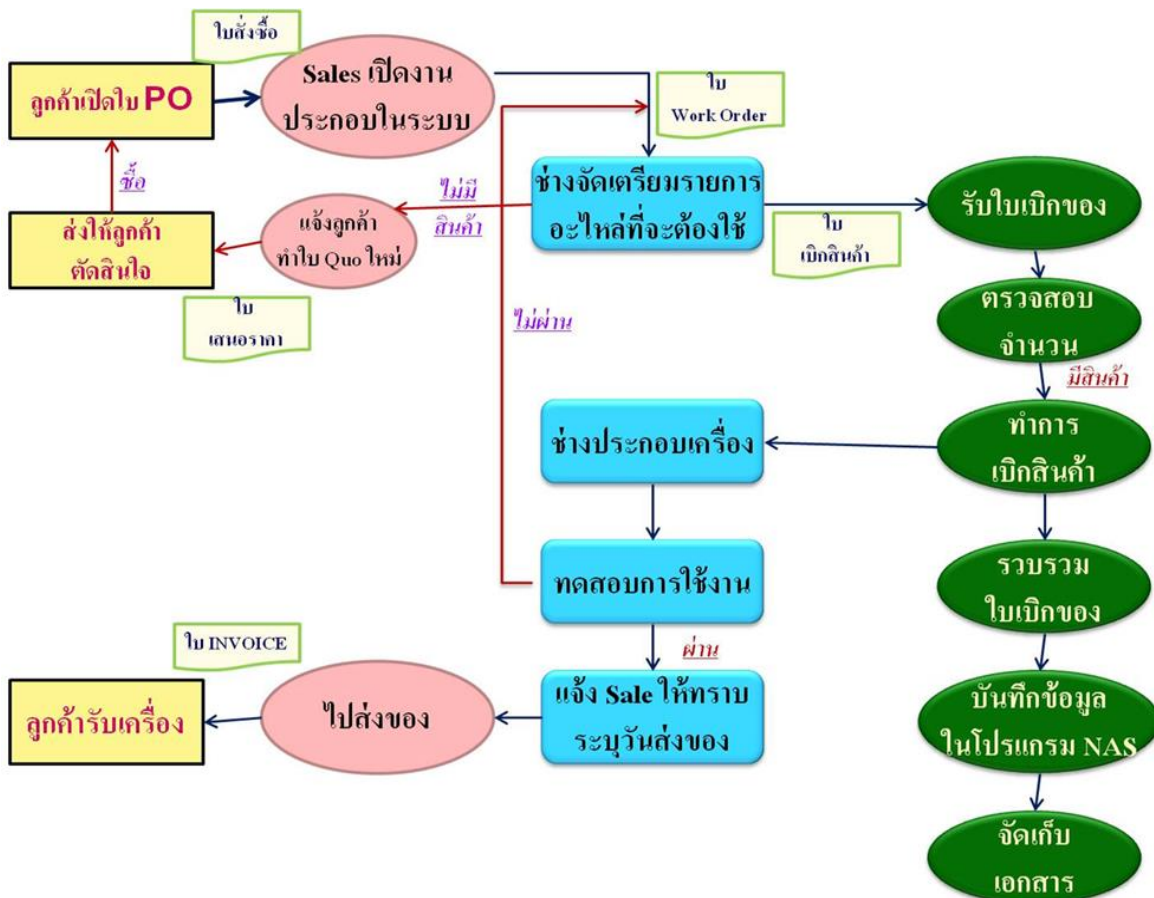 ใบสั่งซื้อ
ลูกค้าเปิดใบ PO
Sales เปิดงาน
ประกอบในระบบ
ใบ
Work Order
ซื้อ
ส่งให้ลูกค้า
ตัดสินใจ
แจ้งลูกค้า
ทำใบ Quo ใหม่
ใบ
เสนอราคา
ไม่มี
สินค้า
ช่างจัดเตรียมรายการ
อะไหล่ที่จะต้องใช้
ใบ
เบิกสินค้า
รับใบเบิกของ
ตรวจสอบ
จำนวน
มีสินค้า
ไม่ผ่าน
ช่างประกอบเครื่อง
ทำการ
เบิกสินค้า
ทดสอบการใช้งาน
รวบรวม
ใบเบิกของ
ผ่าน
ใบ INVOICE
ลูกค้ารับเครื่อง
ไปส่งของ
แจ้ง Sale ให้ทราบ
ระบุวันส่งของ
บันทึกข้อมูล
ในโปรแกรม NAS
จัดเก็บ
เอกสาร